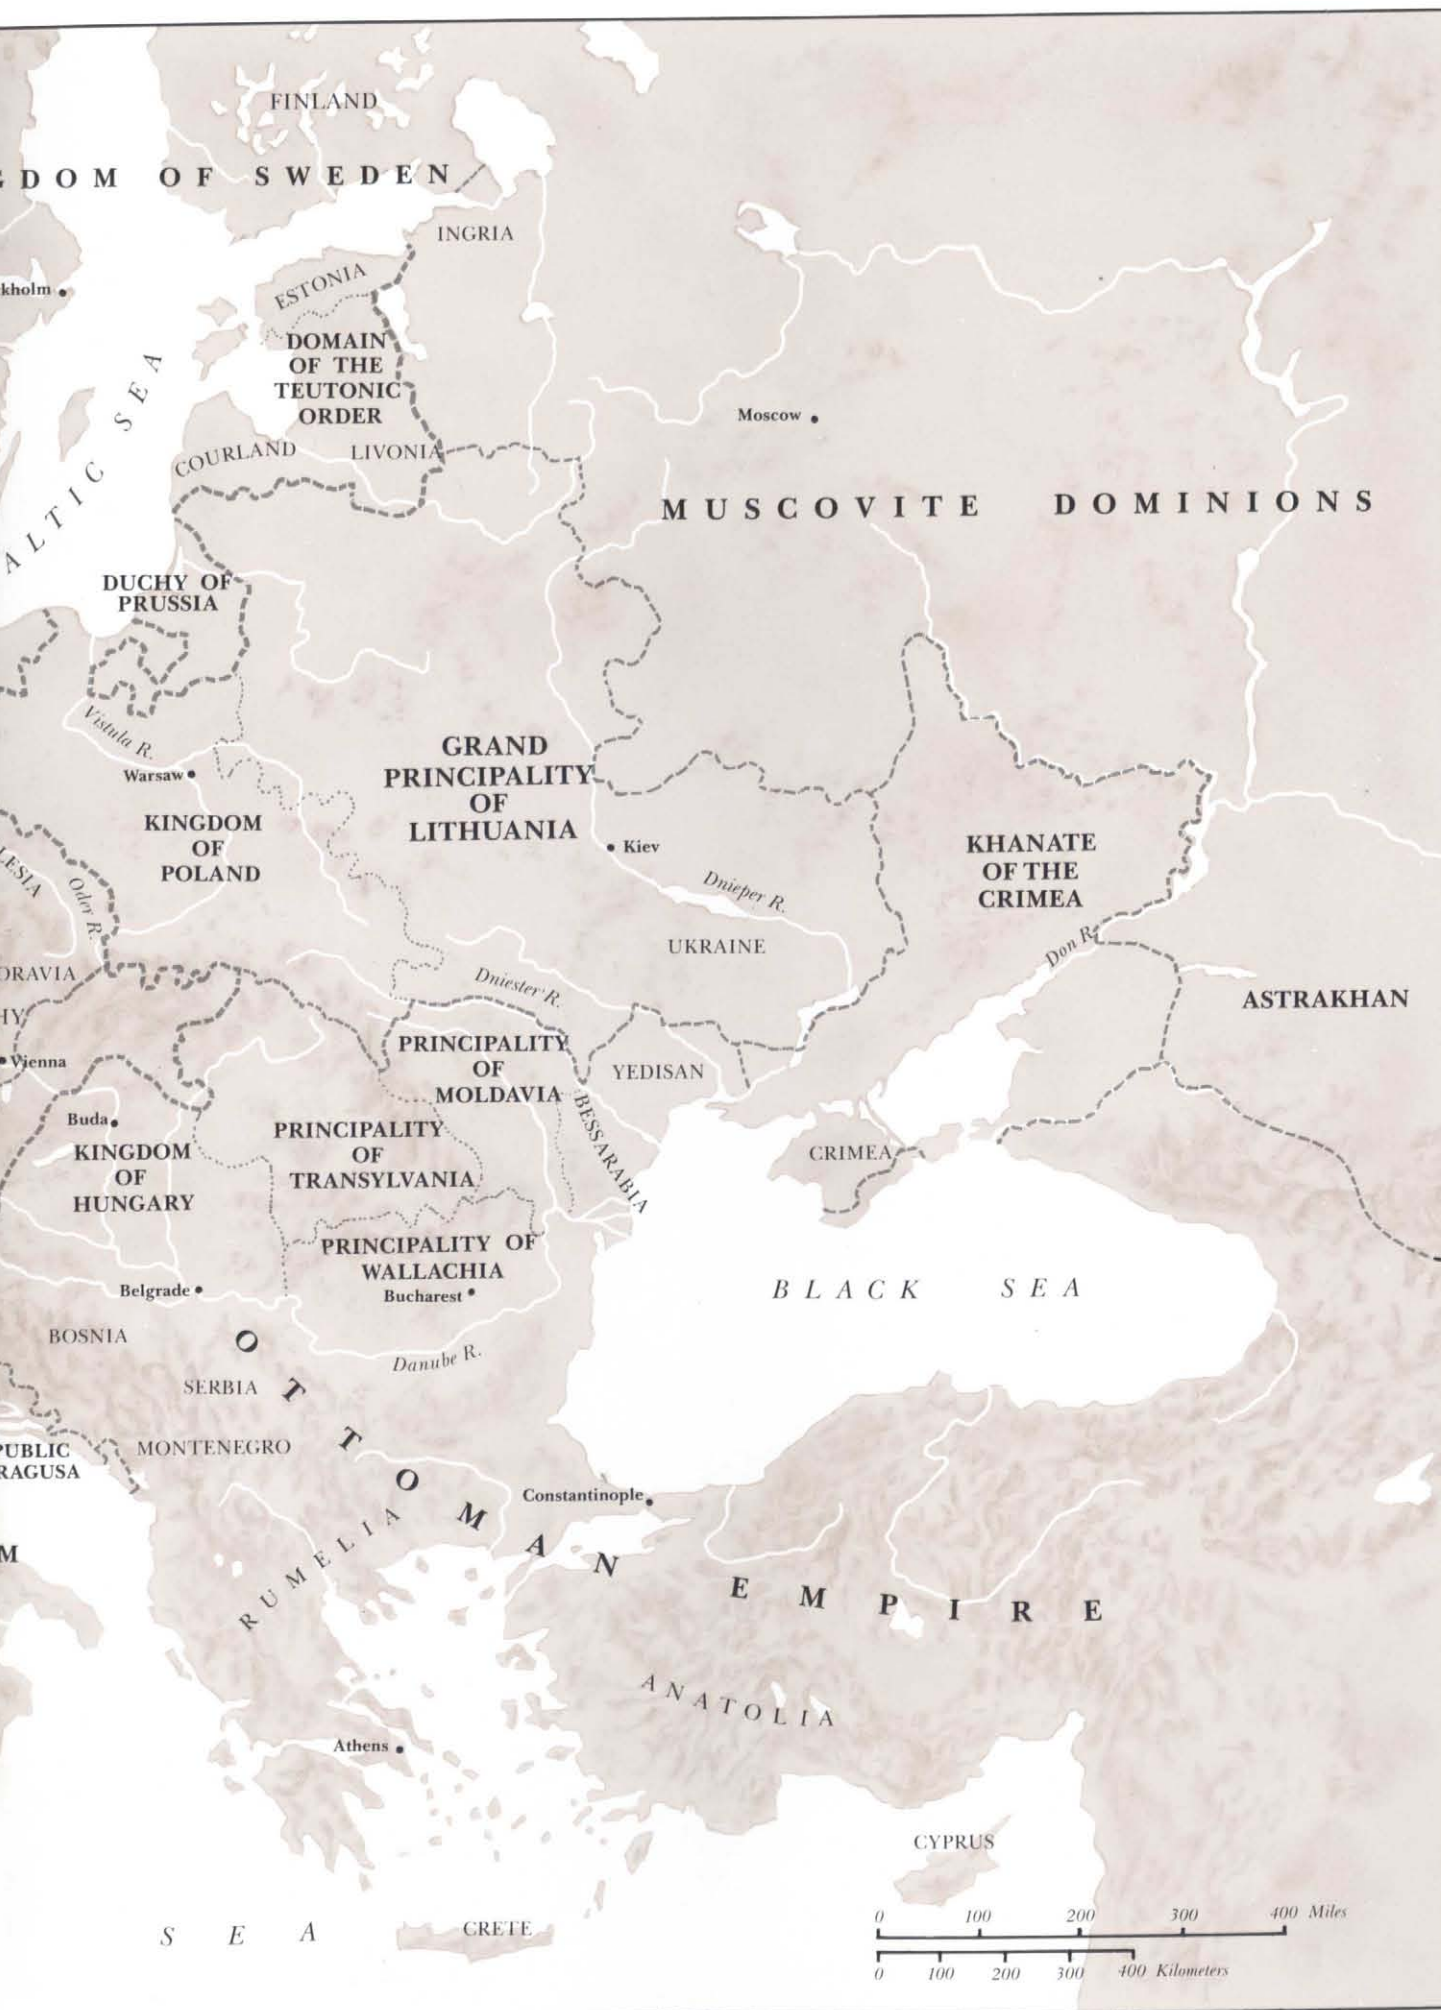 FINLAND
GDOM OF SWEDEN
INGRIA
ESTONIA
kholm
DOMAIN
OF THE
TEUTONIC
ORDER
ALTIC SEA
Moscow
COURLAND
LIVONIA
MUSCOVITE DOMINIONS
DUCHY OF
PRUSSIA
Vistula R.
Warsaw
GRAND
PRINCIPALITY
OF
LITHUANIA
KINGDOM
OF
POLAND
Kiev
KHANATE
OF THE
CRIMEA
LESIA
Oder R.
Dnieper R.
UKRAINE
Don R.
ORAVIA
Dniester R.
ASTRAKHAN
HY
Vienna
PRINCIPALITY
OF
MOLDAVIA
YEDISAN
BESSARABIA
Buda
KINGDOM
OF
HUNGARY
PRINCIPALITY
OF
TRANSYLVANIA
CRIMEA
PRINCIPALITY OF
WALLACHIA
Bucharest
Belgrade
BLACK SEA
BOSNIA
Danube R.
SERBIA
OTTOMAN EMPIRE
MONTENEGRO
PUBLIC
RAGUSA
Constantinople
RUMELIA
M
ANATOLIA
Athens
CYPRUS
SEA
CRETE
0 100 200 300 400 Miles
0 100 200 300 400 Kilometers